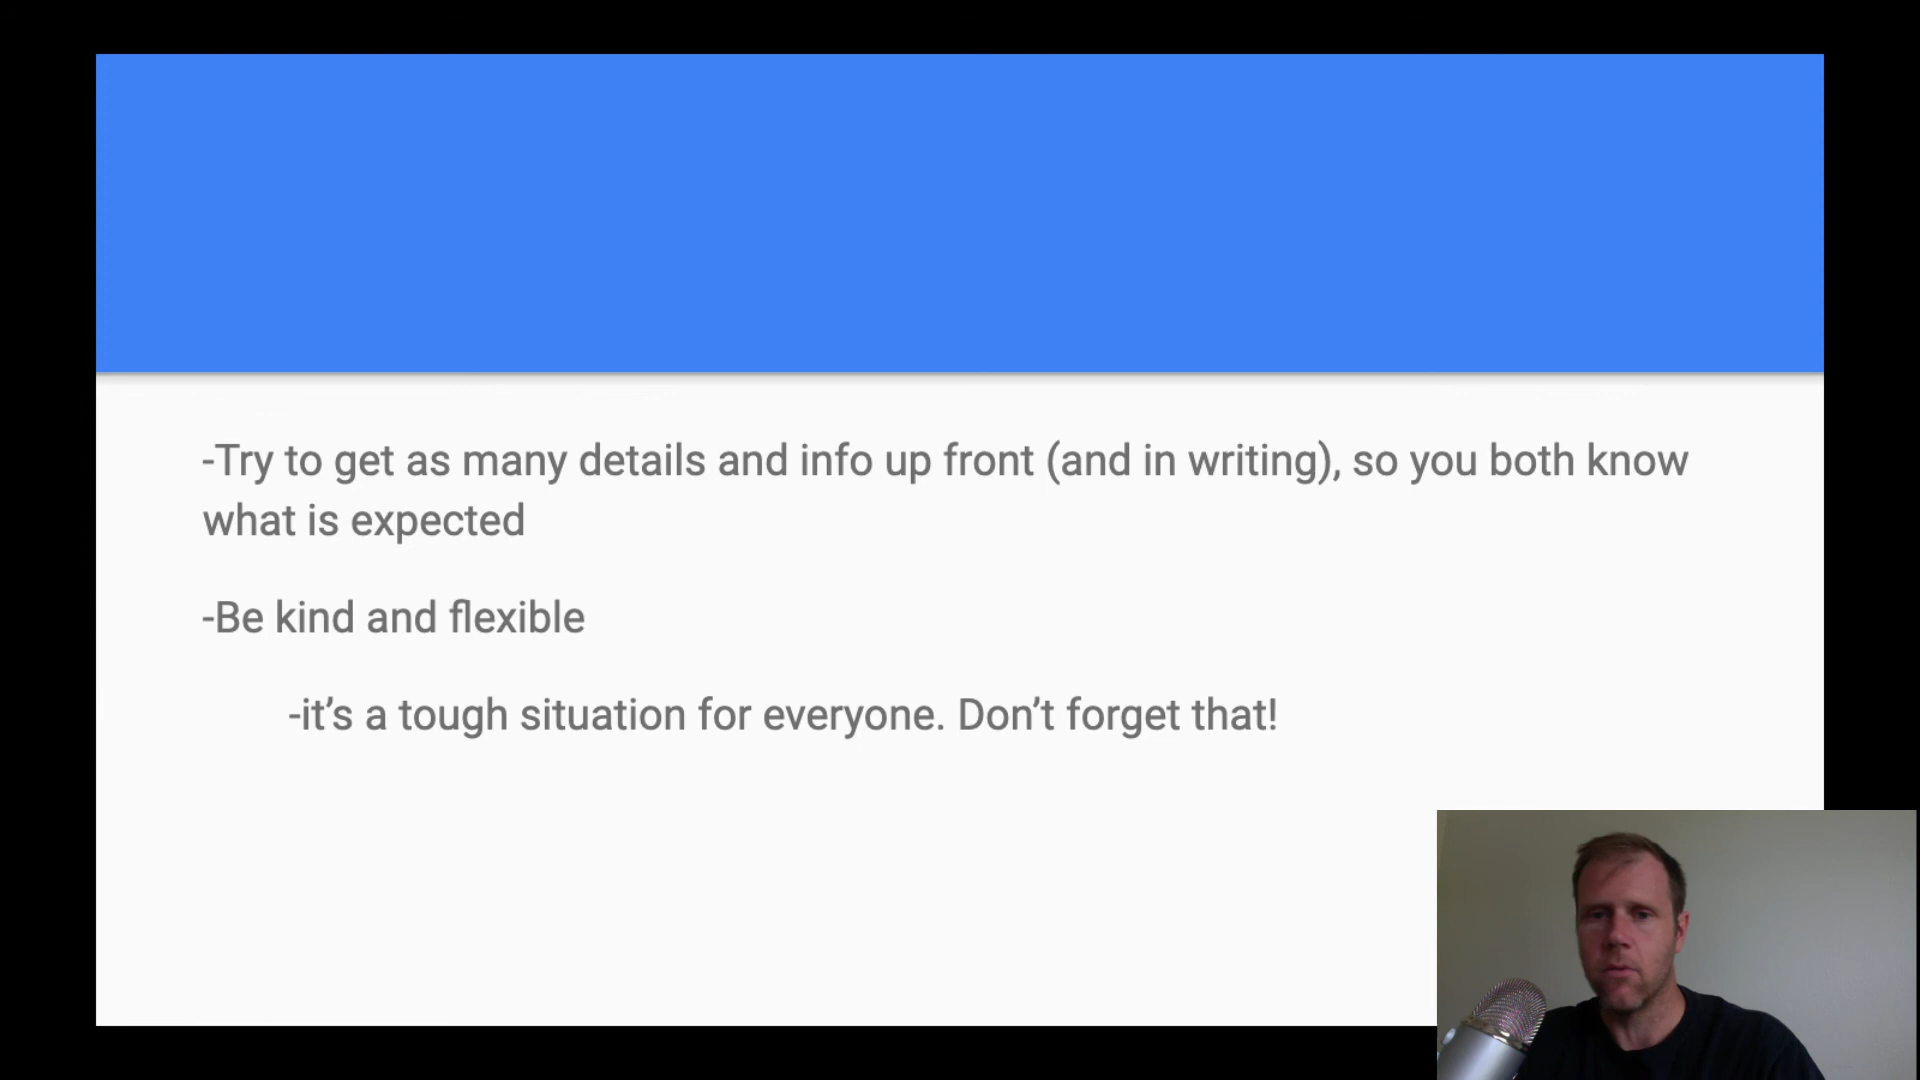 -Try to get as many details and info up front (and in writing), so you both know
what is expected
-Be kind and flexible
-it’s a tough situation for everyone. Don’t forget that!